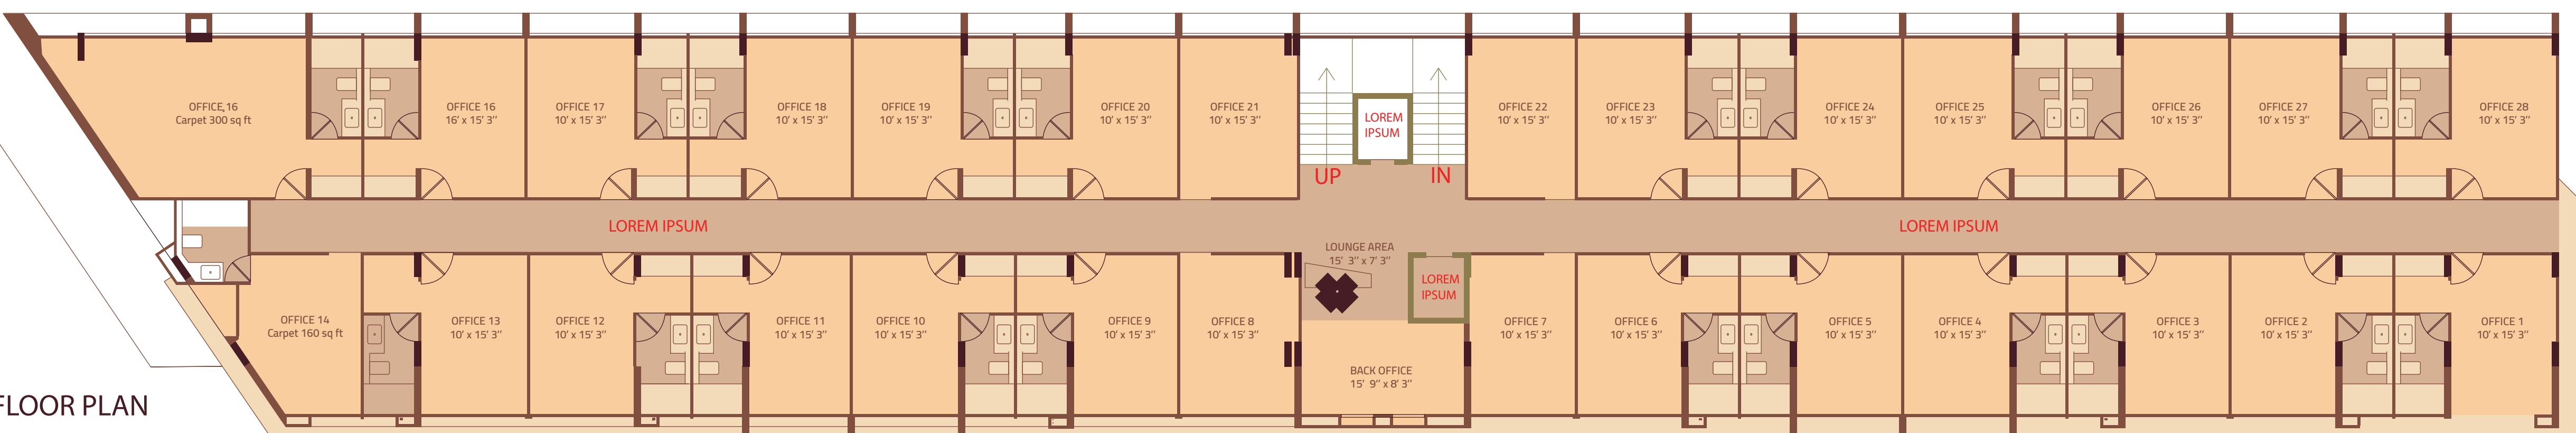 OFFICE 16
Carpet 300 sq ft
OFFICE 16
16' x 15' 3''
OFFICE 17
10' x 15' 3''
OFFICE 18
10' x 15' 3''
OFFICE 19
10' x 15' 3''
OFFICE 20
10' x 15' 3''
OFFICE 21
10' x 15' 3''
LOREM
IPSUM
UP
IN
OFFICE 22
10' x 15' 3''
OFFICE 23
10' x 15' 3''
OFFICE 24
10' x 15' 3''
OFFICE 25
10' x 15' 3''
OFFICE 26
10' x 15' 3''
OFFICE 27
10' x 15' 3''
OFFICE 28
10' x 15' 3''
LOREM IPSUM
LOREM IPSUM
LOUNGE AREA
15' 3'' x 7' 3''
LOREM
IPSUM
OFFICE 14
Carpet 160 sq ft
OFFICE 13
10' x 15' 3''
OFFICE 12
10' x 15' 3''
OFFICE 11
10' x 15' 3''
OFFICE 10
10' x 15' 3''
OFFICE 9
10' x 15' 3''
OFFICE 8
10' x 15' 3''
BACK OFFICE
15' 9'' x 8' 3''
OFFICE 7
10' x 15' 3''
OFFICE 6
10' x 15' 3''
OFFICE 5
10' x 15' 3''
OFFICE 4
10' x 15' 3''
OFFICE 3
10' x 15' 3''
OFFICE 2
10' x 15' 3''
OFFICE 1
10' x 15' 3''
FLOOR PLAN